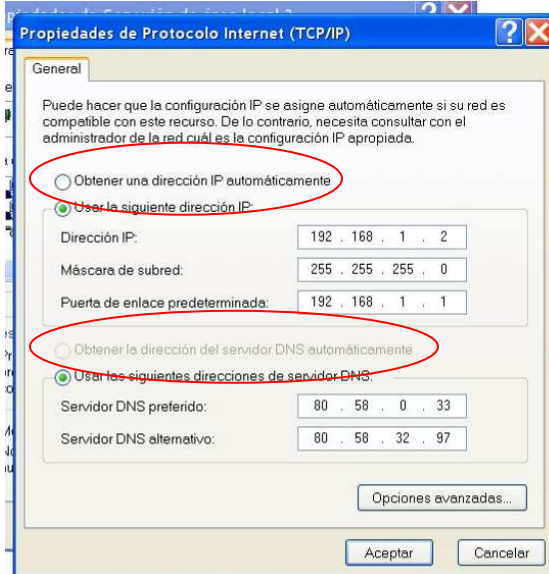 Propiedades de Protocolo Internet (TCP/IP)
General
Puede hacer que la configuración IP se asigne automáticamente si su red es
compatible con este recurso. De lo contrario, necesita consultar con el
administrador de la red cuál es la configuración IP apropiada.
Obtener una dirección IP automáticamente
Usar la siguiente dirección IP:
Dirección IP: 192 . 168 . 1 . 2
Máscara de subred: 255 . 255 . 255 . 0
Puerta de enlace predeterminada: 192 . 168 . 1 . 1
Obtener la dirección del servidor DNS automáticamente
Usar las siguientes direcciones de servidor DNS:
Servidor DNS preferido: 80 . 58 . 0 . 33
Servidor DNS alternativo: 80 . 58 . 32 . 97
Opciones avanzadas...
Aceptar Cancelar